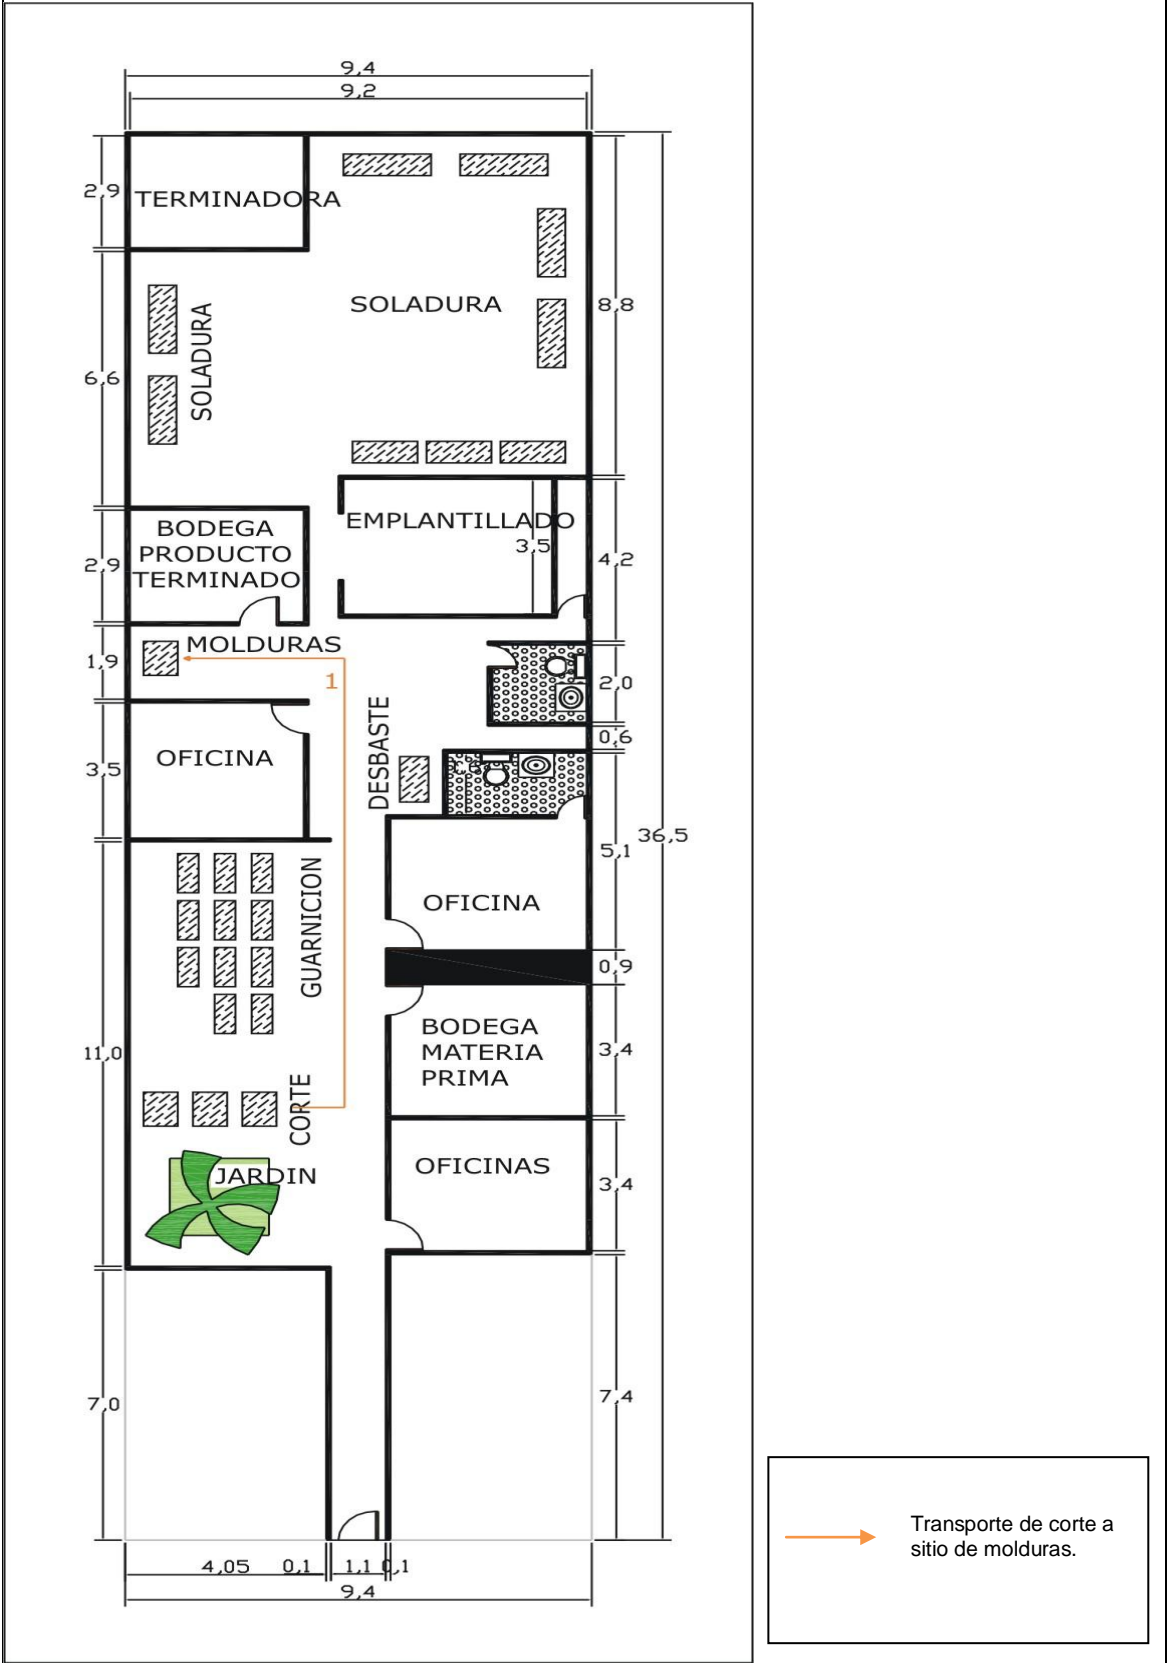 9,4
9,2
2,9
TERMINADORA
SOLADURA
8,8
SOLADURA
6,6
EMPLANTILLADO
3,5
4,2
BODEGA
PRODUCTO
TERMINADO
2,9
MOLDURAS
1,9
1
2,0
0,6
DESBASTE
OFICINA
3,5
36,5
5,1
OFICINA
GUARNICION
0,9
BODEGA
MATERIA
PRIMA
3,4
11,0
CORTE
JARDIN
OFICINAS
3,4
7,0
7,4
4,05
0,1
1,1
0,1
9,4
Transporte de corte a
sitio de molduras.